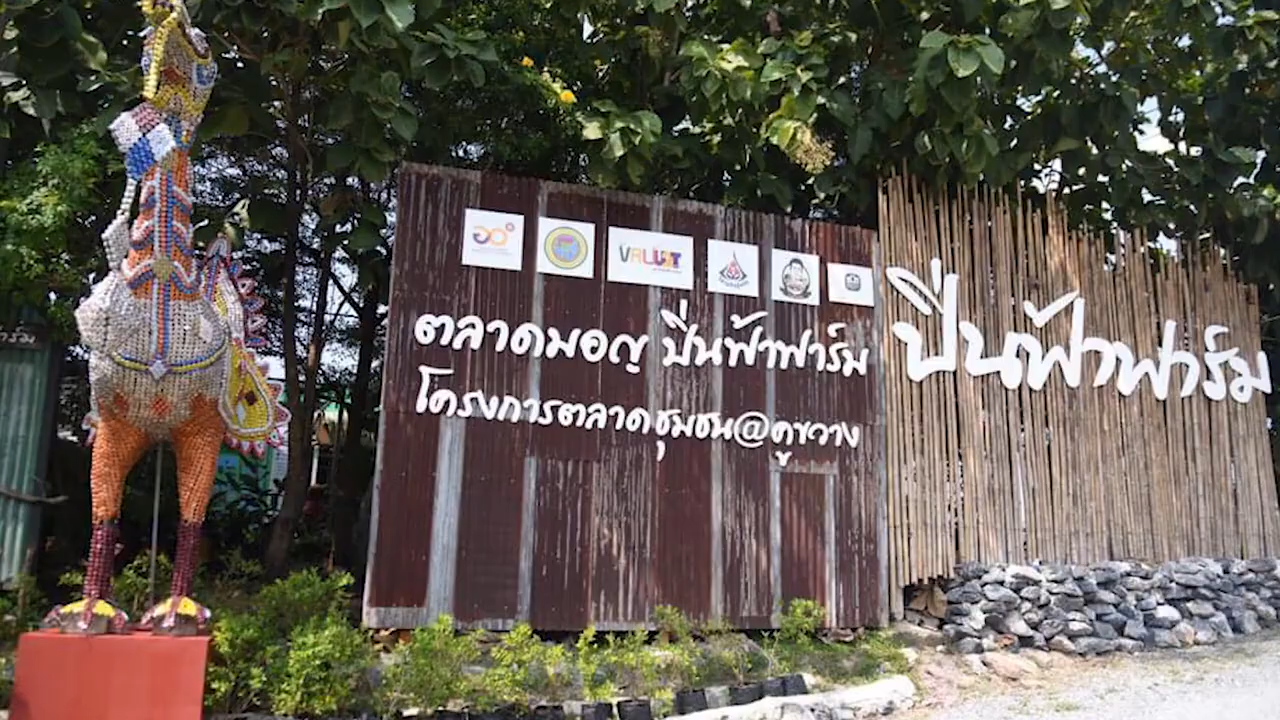 ตลาดมอญ ปิ่นฟ้าฟาร์ม
โครงการตลาดชุมชน@คูขวาง
ปิ่นฟ้าฟาร์ม